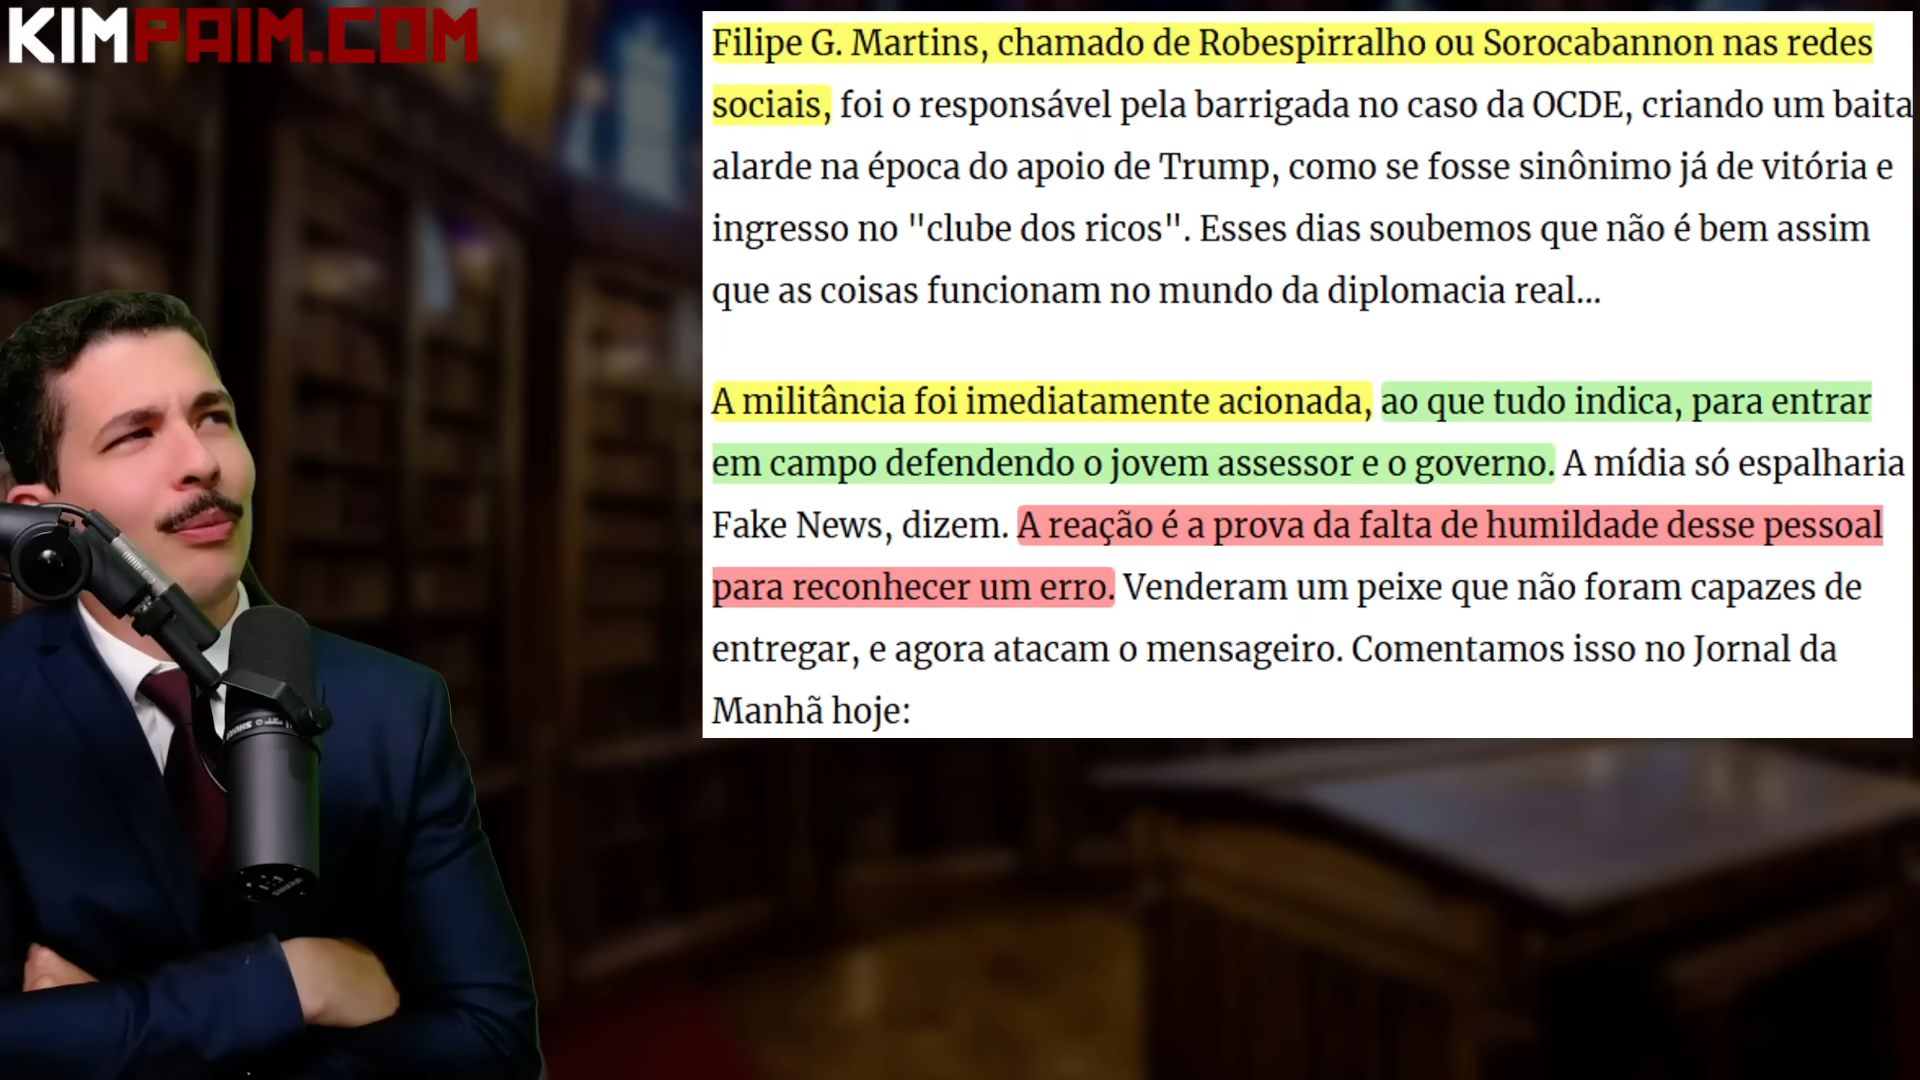 KIMPAIM.COM
Filipe G. Martins, chamado de Robespirralho ou Sorocabannon nas redes
sociais, foi o responsável pela barrigada no caso da OCDE, criando um baita
alarde na época do apoio de Trump, como se fosse sinônimo já de vitória e
ingresso no "clube dos ricos". Esses dias soubemos que não é bem assim
que as coisas funcionam no mundo da diplomacia real...
A militância foi imediatamente acionada, ao que tudo indica, para entrar
em campo defendendo o jovem assessor e o governo. A mídia só espalharia
Fake News, dizem. A reação é a prova da falta de humildade desse pessoal
para reconhecer um erro. Venderam um peixe que não foram capazes de
entregar, e agora atacam o mensageiro. Comentamos isso no Jornal da
Manhã hoje: